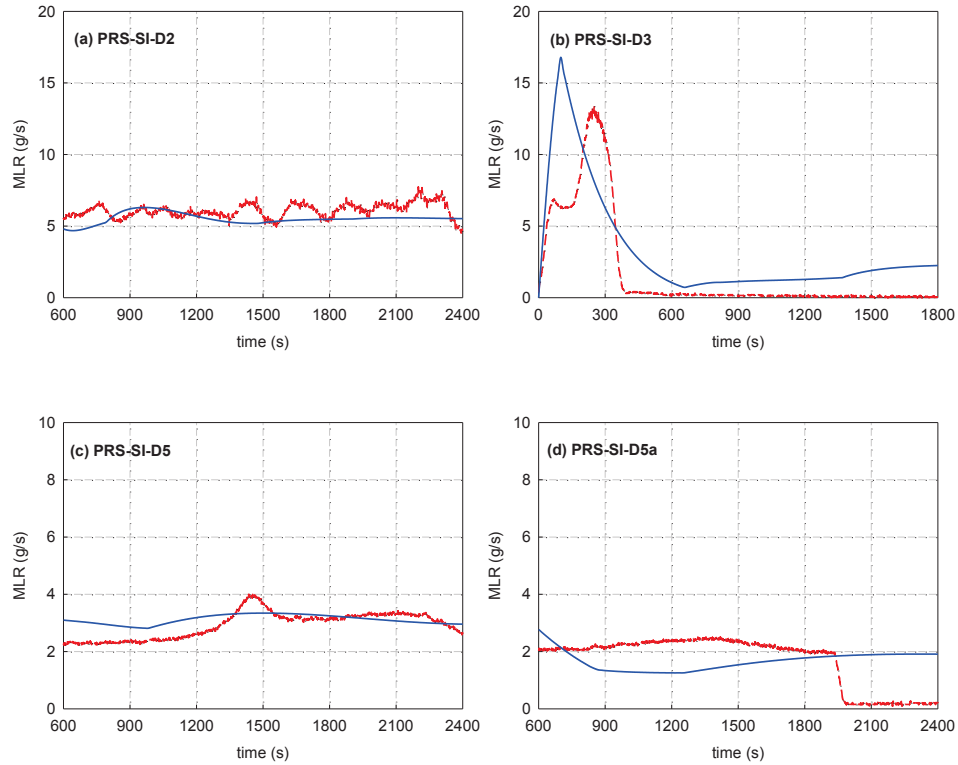 (a) PRS-SI-D2
MLR (g/s)
20
15
10
5
0
600 900 1200 1500 1800 2100 2400
time (s)
(b) PRS-SI-D3
MLR (g/s)
20
15
10
5
0
0 300 600 900 1200 1500 1800
time (s)
(c) PRS-SI-D5
MLR (g/s)
10
8
6
4
2
0
600 900 1200 1500 1800 2100 2400
time (s)
(d) PRS-SI-D5a
MLR (g/s)
10
8
6
4
2
0
600 900 1200 1500 1800 2100 2400
time (s)